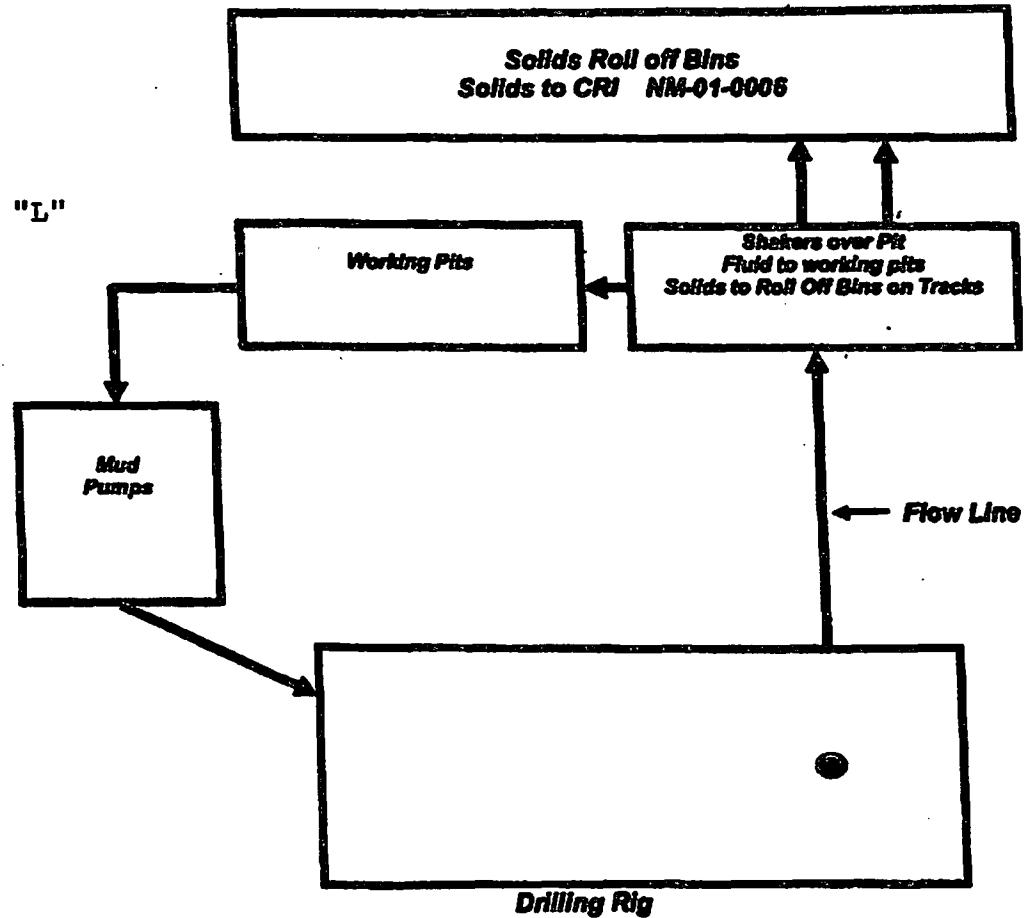 Solids Roll off Bins
Solids to CRI NM-01-0006
"L"
Working Pits
Shakers over Pit
Fluid to working pits
Solids to Roll Off Bins on Tracks
Mud
Pumps
Flow Line
Drilling Rig